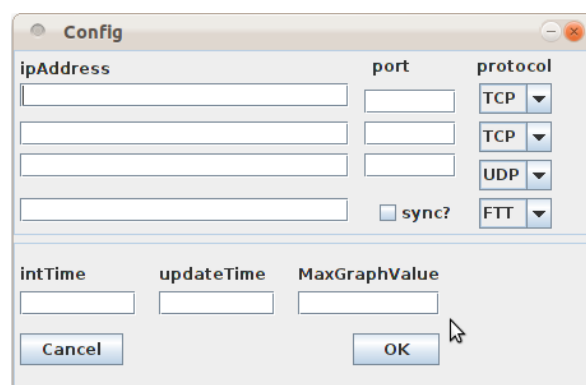 Config
ipAddress port protocol
TCP
TCP
UDP
sync? FTT
intTime updateTime MaxGraphValue
Cancel OK